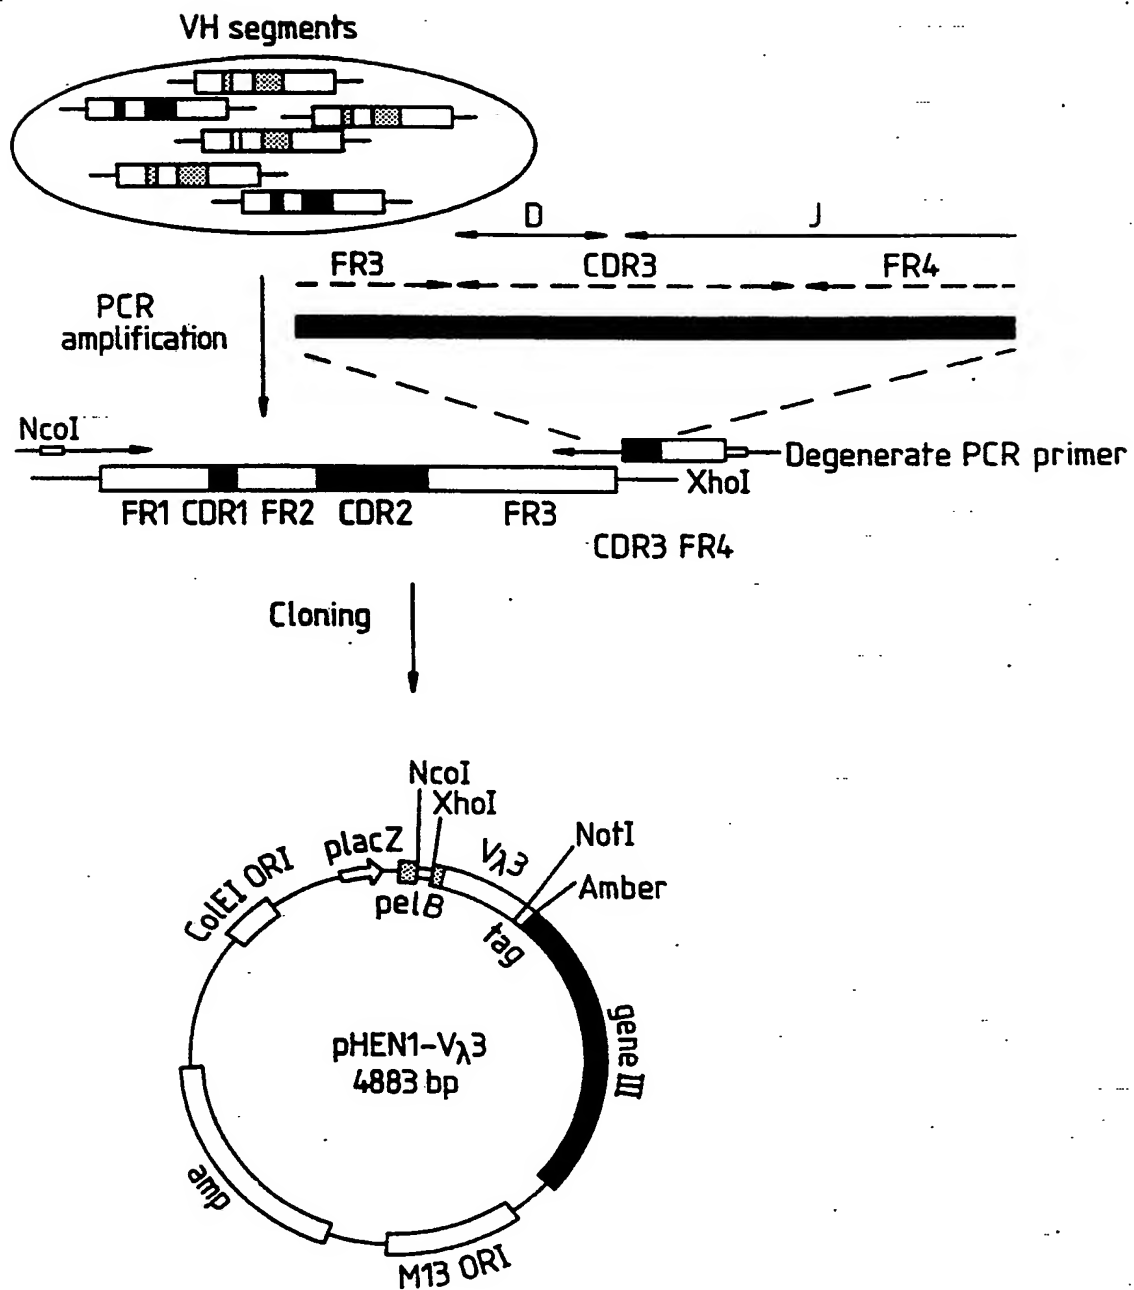 VH segments
D
J
FR3
CDR3
FR4
PCR
amplification
NcoI
Degenerate PCR primer
XhoI
FR1 CDR1 FR2 CDR2 FR3
CDR3 FR4
Cloning
NcoI
XhoI
placZ
Vλ3
NotI
ColEI ORI
pelB
Amber
tag
gene III
pHEN1-Vλ3
4883 bp
amp
M13 ORI